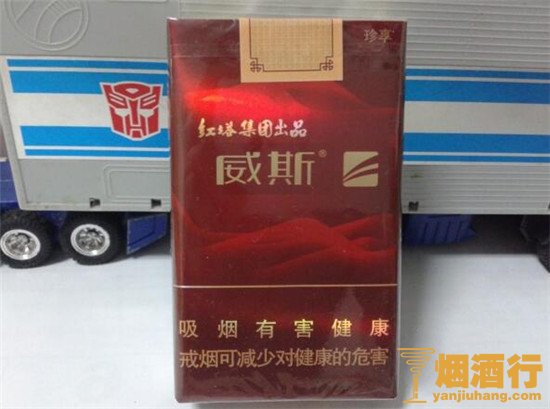 珍享
红塔集团出品
威斯®
吸烟有害健康
戒烟可减少对健康的危害
烟酒行
yanjiuhang.com